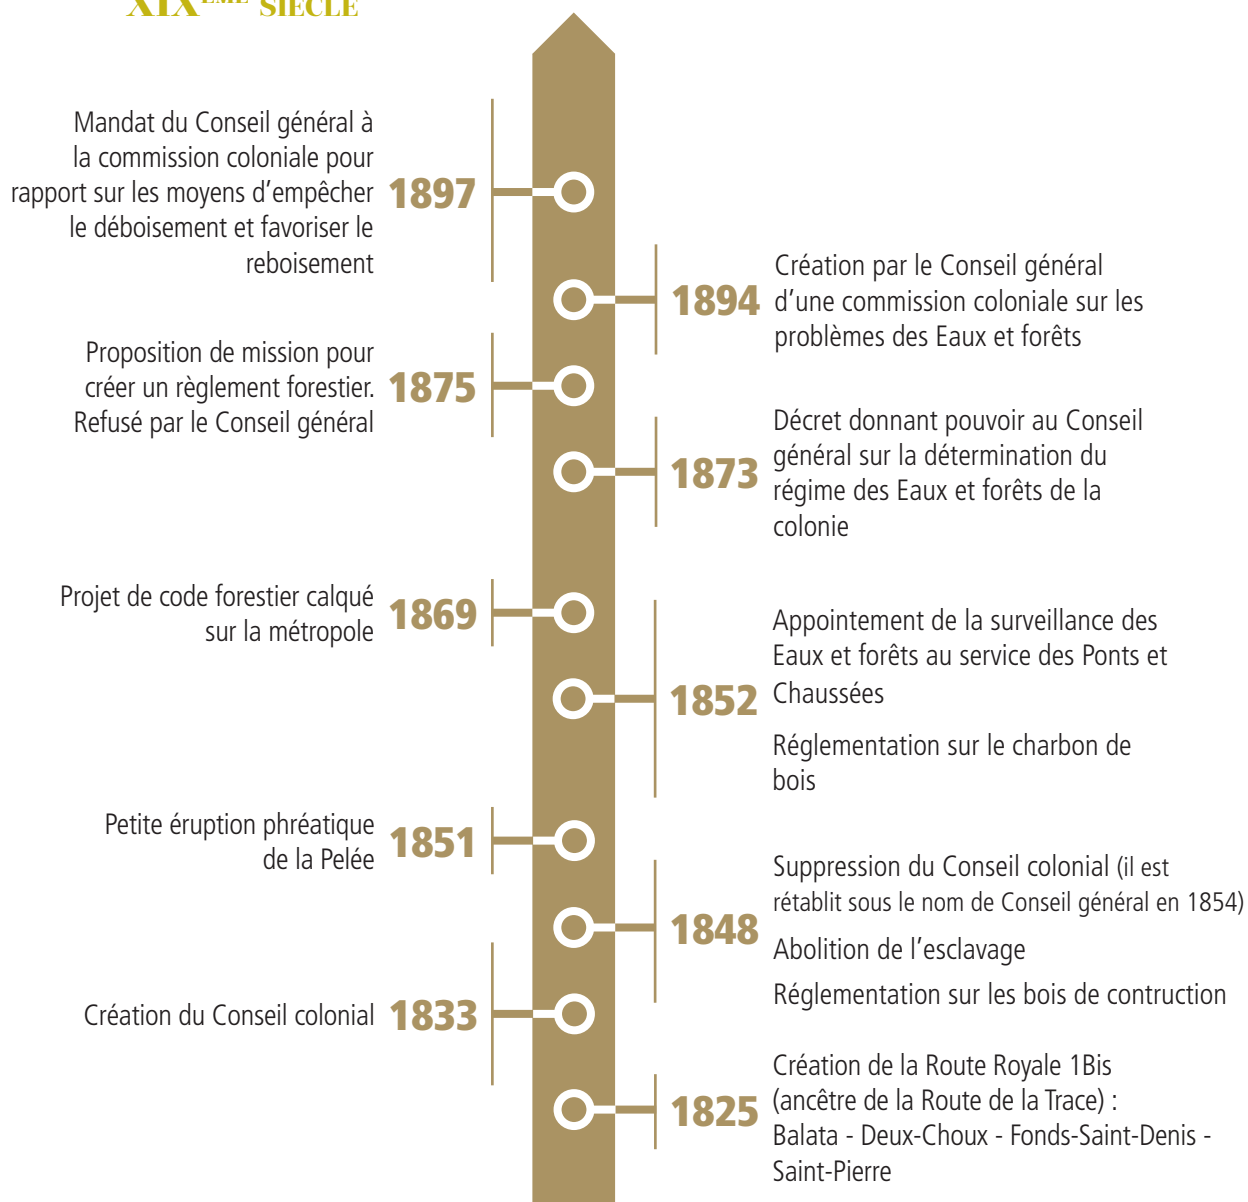 XIXÈME SIÈCLE
Mandat du Conseil général à
la commission coloniale pour
rapport sur les moyens d’empêcher
le déboisement et favoriser le
reboisement
1897
1894
Création par le Conseil général
d’une commission coloniale sur les
problèmes des Eaux et forêts
Proposition de mission pour
créer un règlement forestier.
Refusé par le Conseil général
1875
1873
Décret donnant pouvoir au Conseil
général sur la détermination du
régime des Eaux et forêts de la
colonie
Projet de code forestier calqué
sur la métropole
1869
1852
Appointement de la surveillance des
Eaux et forêts au service des Ponts et
Chaussées
Réglementation sur le charbon de
bois
Petite éruption phréatique
de la Pelée
1851
1848
Suppression du Conseil colonial (il est
rétablit sous le nom de Conseil général en 1854)
Abolition de l’esclavage
Réglementation sur les bois de contruction
Création du Conseil colonial
1833
1825
Création de la Route Royale 1Bis
(ancêtre de la Route de la Trace) :
Balata - Deux-Choux - Fonds-Saint-Denis -
Saint-Pierre